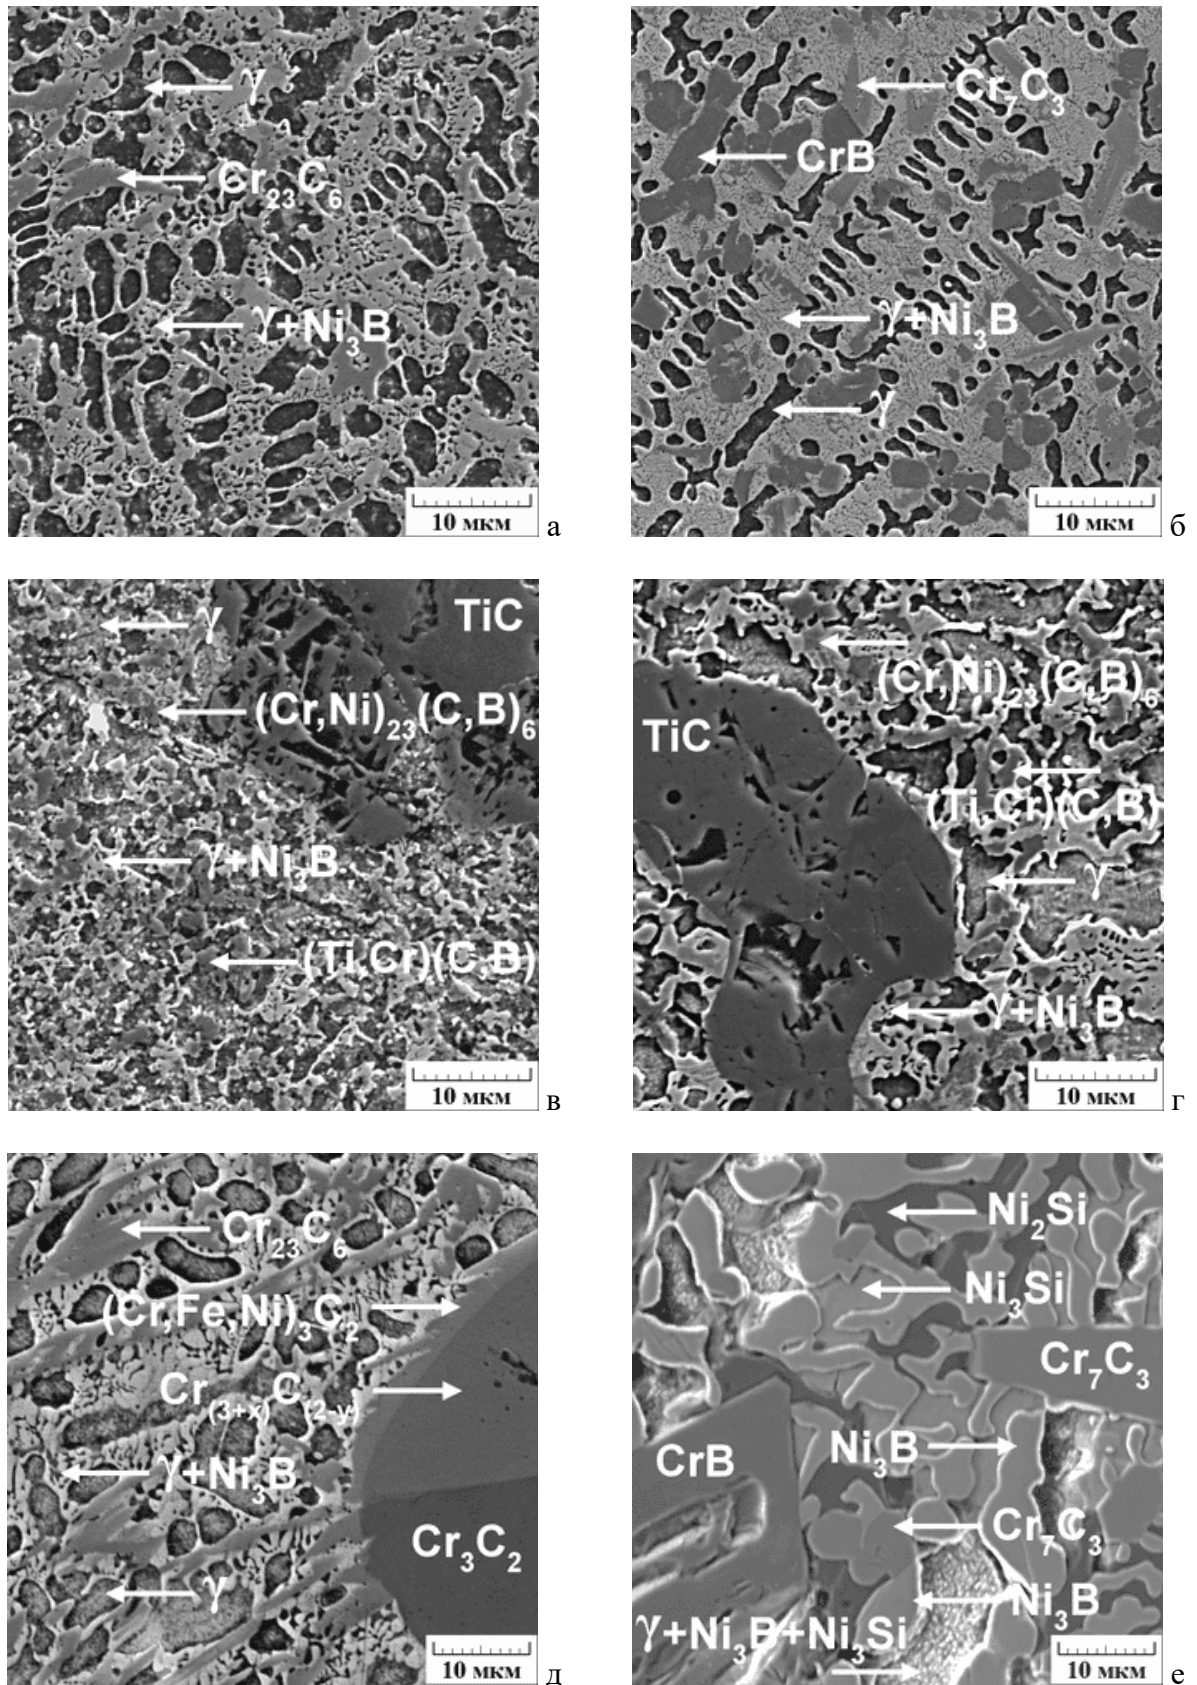 γ
Cr₂₃C₆
γ+Ni₃B
10 мкм
а
Cr₇C₃
CrB
γ+Ni₃B
γ
10 мкм
б
TiC
γ
(Cr,Ni)₂₃(C,B)₆
γ+Ni₃B
(Ti,Cr)(C,B)
10 мкм
в
(Cr,Ni)₂₃(C,B)₆
TiC
(Ti,Cr)(C,B)
γ
γ+Ni₃B
10 мкм
г
Cr₂₃C₆
(Cr,Fe,Ni)₃C₂
Cr₍₃₊ₓ₎C₍₂₋y₎
γ+Ni₃B
Cr₃C₂
γ
10 мкм
д
Ni₂Si
Ni₃Si
Cr₇C₃
Ni₃B
CrB
Cr₇C₃
Ni₃B
γ+Ni₃B+Ni₃Si
10 мкм
е